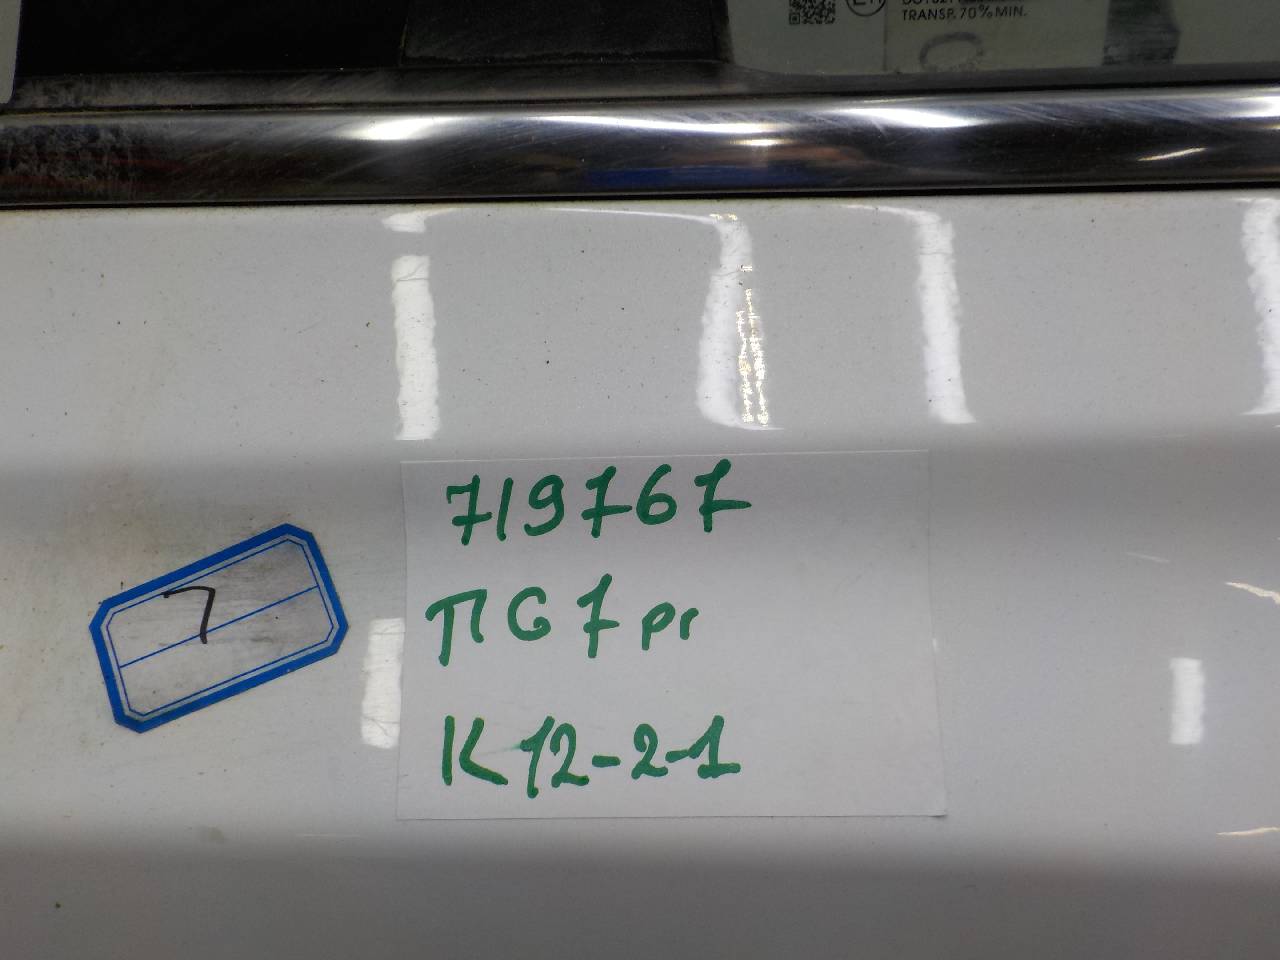 TRANSP. 70% MIN.
719767
ПG7pr
K12-2-1
7